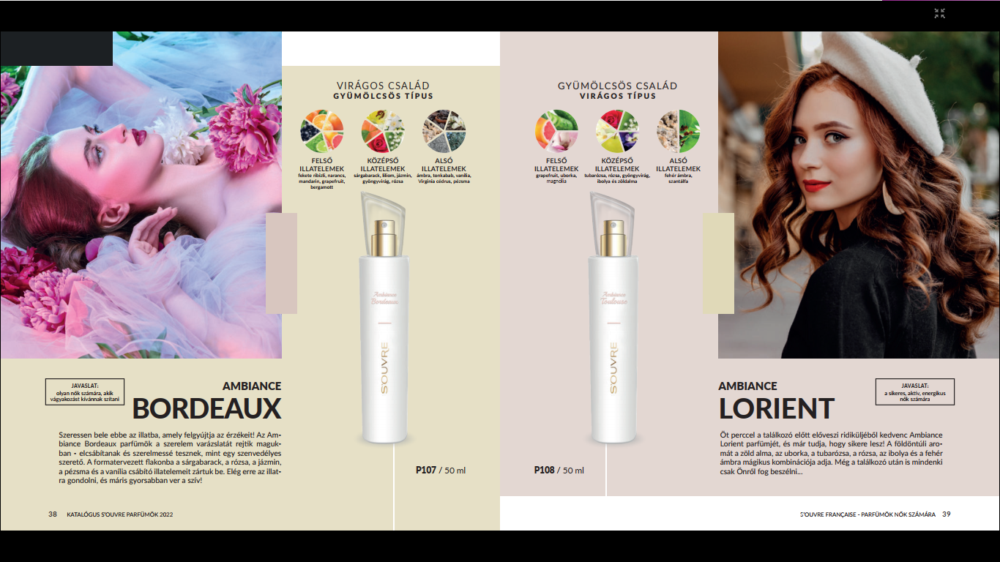 VIRÁGOS CSALÁD
GYÜMÖLCSÖS TÍPUS
FELSŐ
ILLATELEMEK
fekete ribizli, narancs,
mandarin, grapefruit,
bergamott
KÖZÉPSŐ
ILLATELEMEK
sárgabarack, liliom, jázmin,
gyöngyvirág, rózsa
ALSÓ
ILLATELEMEK
ámbra, tonkabab, vanília,
Virginia cédrus, pézsma
Ambiance
Bordeaux
S'OUVRE
JAVASLAT:
olyan nők számára, akik
vágyakozást kívánnak szítani
AMBIANCE
BORDEAUX
Szeressen bele ebbe az illatba, amely felgyújtja az érzékeit! Az Am-
biance Bordeaux parfümök a szerelem varázslatát rejtik maguk-
ban - elcsábítanak és szerelmessé tesznek, mint egy szenvedélyes
szerető. A formatervezett flakonba a sárgabarack, a rózsa, a jázmin,
a pézsma és a vanília csábító illatelemeit zártuk be. Elég erre az illat-
ra gondolni, és máris gyorsabban ver a szív!
P107 / 50 ml
38 KATALÓGUS S'OUVRE PARFÜMÖK 2022
GYÜMÖLCSÖS CSALÁD
VIRÁGOS TÍPUS
FELSŐ
ILLATELEMEK
grapefruit, uborka,
magnólia
KÖZÉPSŐ
ILLATELEMEK
tubarózsa, rózsa, gyöngyvirág,
ibolya és zöldalma
ALSÓ
ILLATELEMEK
fehér ámbra,
szantálfa
Ambiance
Toulouse
S'OUVRE
P108 / 50 ml
AMBIANCE
LORIENT
JAVASLAT:
a sikeres, aktív, energikus
nők számára
Öt perccel a találkozó előtt előveszi ridiküljéből kedvenc Ambiance
Lorient parfümjét, és már tudja, hogy sikere lesz! A földöntúli aro-
mát a zöld alma, az uborka, a tubarózsa, a rózsa, az ibolya és a fehér
ámbra mágikus kombinációja adja. Még a találkozó után is mindenki
csak Önről fog beszélni...
S'OUVRE FRANÇAISE - PARFÜMÖK NŐK SZÁMÁRA 39